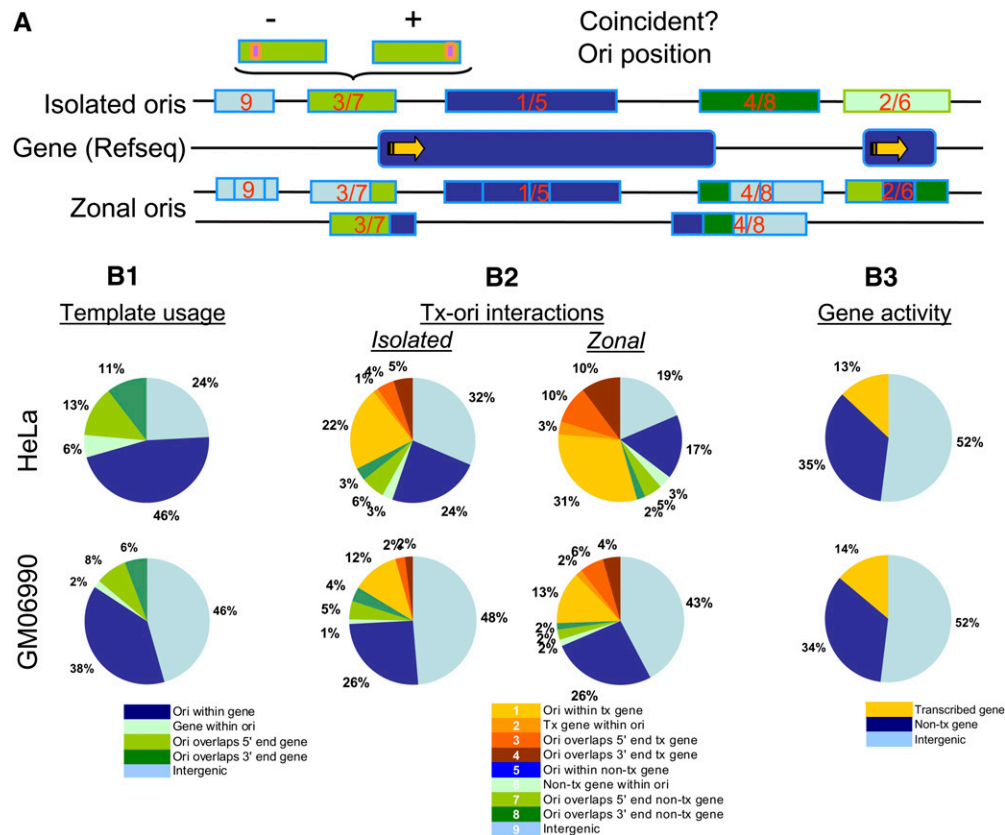 A
- + Coincident?
Ori position
Isolated oris 9 3/7 1/5 4/8 2/6
Gene (Refseq)
Zonal oris 9 3/7 1/5 4/8 2/6
3/7 4/8
B1 B2 B3
Template usage Tx-ori interactions Gene activity
Isolated Zonal
HeLa
11% 24% 13% 6% 46%
1% 4% 5% 32% 22% 3% 6% 3% 24%
10% 19% 10% 3% 17% 31% 2% 5% 3%
13% 52% 35%
GM06990
8% 6% 2% 46% 38%
2% 2% 12% 4% 5% 1% 48% 26%
4% 6% 2% 13% 43% 2% 2% 2% 26%
14% 52% 34%
Ori within gene
Gene within ori
Ori overlaps 5' end gene
Ori overlaps 3' end gene
Intergenic
1 Ori within tx gene
2 Tx gene within ori
3 Ori overlaps 5' end tx gene
4 Ori overlaps 3' end tx gene
5 Ori within non-tx gene
6 Non-tx gene within ori
7 Ori overlaps 5' end non-tx gene
8 Ori overlaps 3' end non-tx gene
9 Intergenic
Transcribed gene
Non-tx gene
Intergenic